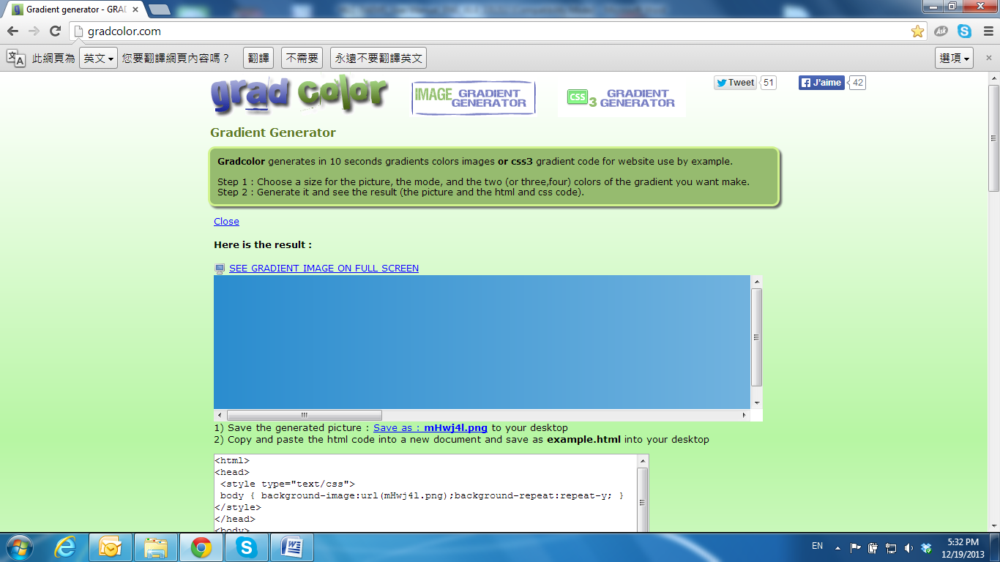 Gradient generator - GRAD
gradcolor.com
Ask
此網頁為 英文 您要翻譯網頁內容嗎？ 翻譯 不需要 永遠不要翻譯英文 選項
grad color
IMAGE GRADIENT GENERATOR
CSS 3 GRADIENT GENERATOR
Tweet 51
J'aime 42
Gradient Generator
Gradcolor generates in 10 seconds gradients colors images or css3 gradient code for website use by example.
Step 1 : Choose a size for the picture, the mode, and the two (or three,four) colors of the gradient you want make.
Step 2 : Generate it and see the result (the picture and the html and css code).
Close
Here is the result :
SEE GRADIENT IMAGE ON FULL SCREEN
1) Save the generated picture : Save as : mHwj4l.png to your desktop
2) Copy and paste the html code into a new document and save as example.html into your desktop
<html>
<head>
<style type="text/css">
body { background-image:url(mHwj4l.png);background-repeat:repeat-y; }
</style>
</head>
<body>
EN
5:32 PM
12/19/2013